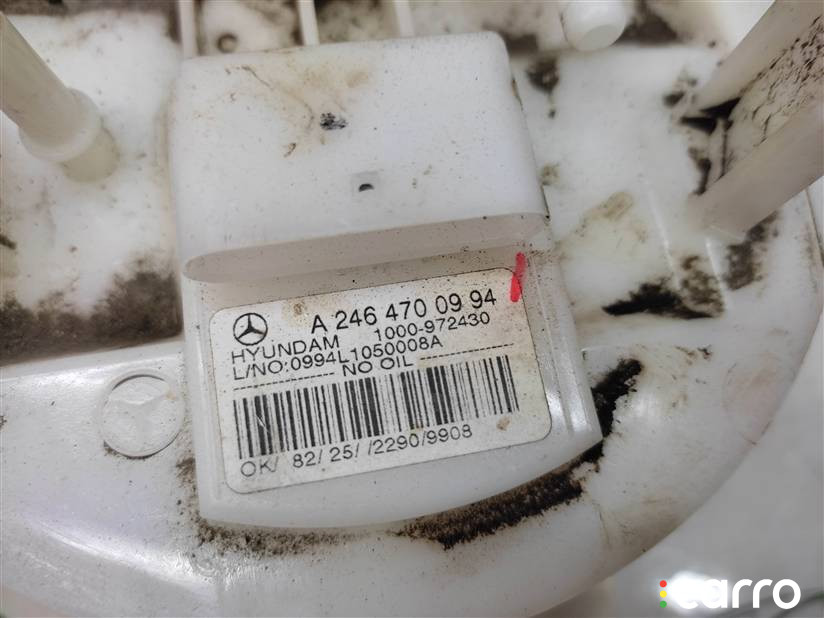 A 246 470 09 94
HYUNDAM 1000-972430
L/NO:0994L1050008A
NO OIL
OK/ 82/ 25/ /2290/9908
carro